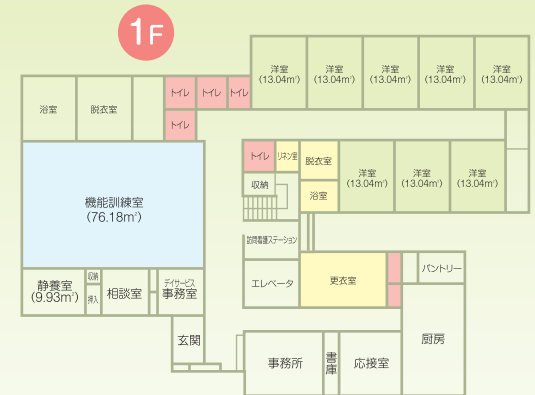 1F
洋室
(13.04㎡)
洋室
(13.04㎡)
洋室
(13.04㎡)
洋室
(13.04㎡)
洋室
(13.04㎡)
トイレ
トイレ
トイレ
浴室
脱衣室
トイレ
トイレ
リネン室
脱衣室
洋室
(13.04㎡)
洋室
(13.04㎡)
洋室
(13.04㎡)
収納
浴室
機能訓練室
(76.18㎡)
訪問看護ステーション
静養室
(9.93㎡)
収納
押入
相談室
デイサービス
事務室
エレベータ
更衣室
パントリー
玄関
事務所
書庫
応接室
厨房